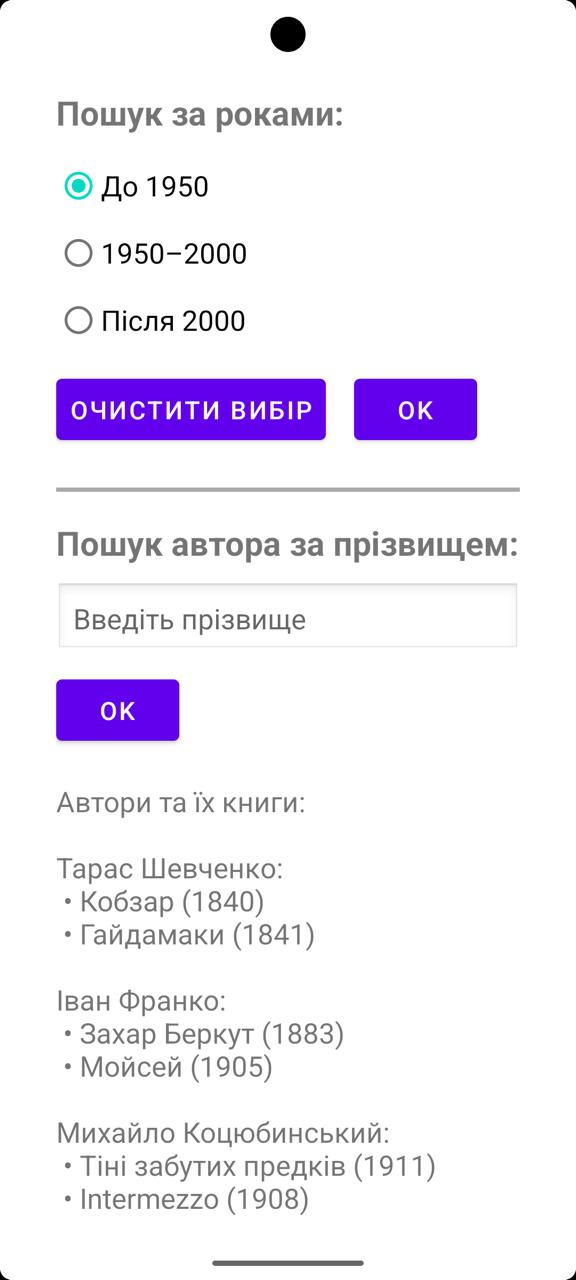 Пошук за роками:
До 1950
1950–2000
Після 2000
ОЧИСТИТИ ВИБІР
OK
Пошук автора за прізвищем:
Введіть прізвище
OK
Автори та їх книги:
Тарас Шевченко:
• Кобзар (1840)
• Гайдамаки (1841)
Іван Франко:
• Захар Беркут (1883)
• Мойсей (1905)
Михайло Коцюбинський:
• Тіні забутих предків (1911)
• Intermezzo (1908)